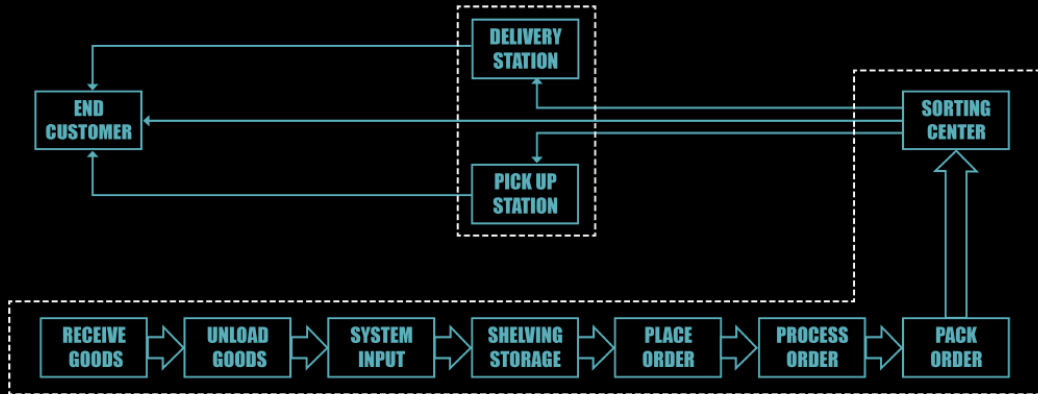 DELIVERY
STATION
END
CUSTOMER
SORTING
CENTER
PICK UP
STATION
RECEIVE
GOODS
UNLOAD
GOODS
SYSTEM
INPUT
SHELVING
STORAGE
PLACE
ORDER
PROCESS
ORDER
PACK
ORDER